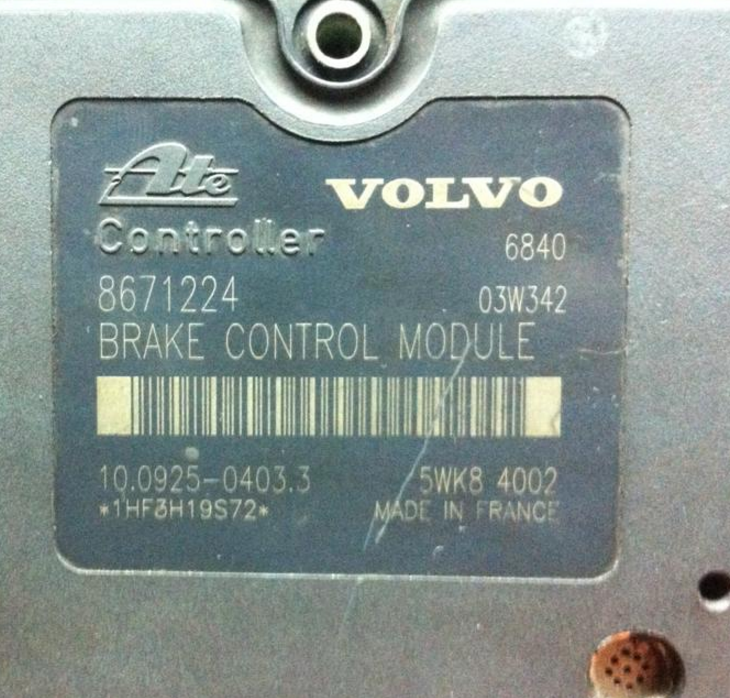 Ate VOLVO
Controller 6840
8671224 03W342
BRAKE CONTROL MODULE
10.0925-0403.3 5WK8 4002
*1HF3H19S72* MADE IN FRANCE